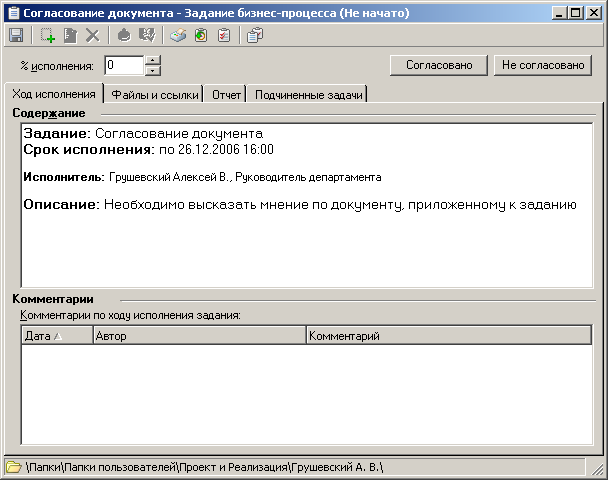 Согласование документа - Задание бизнес-процесса (Не начато)
% исполнения: 0 Согласовано Не согласовано
Ход исполнения Файлы и ссылки Отчет Подчиненные задачи
Содержание
Задание: Согласование документа
Срок исполнения: по 26.12.2006 16:00
Исполнитель: Грушевский Алексей В., Руководитель департамента
Описание: Необходимо высказать мнение по документу, приложенному к заданию
Комментарии
Комментарии по ходу исполнения задания:
Дата Автор Комментарий
\Папки\Папки пользователей\Проект и Реализация\Грушевский А. В.\